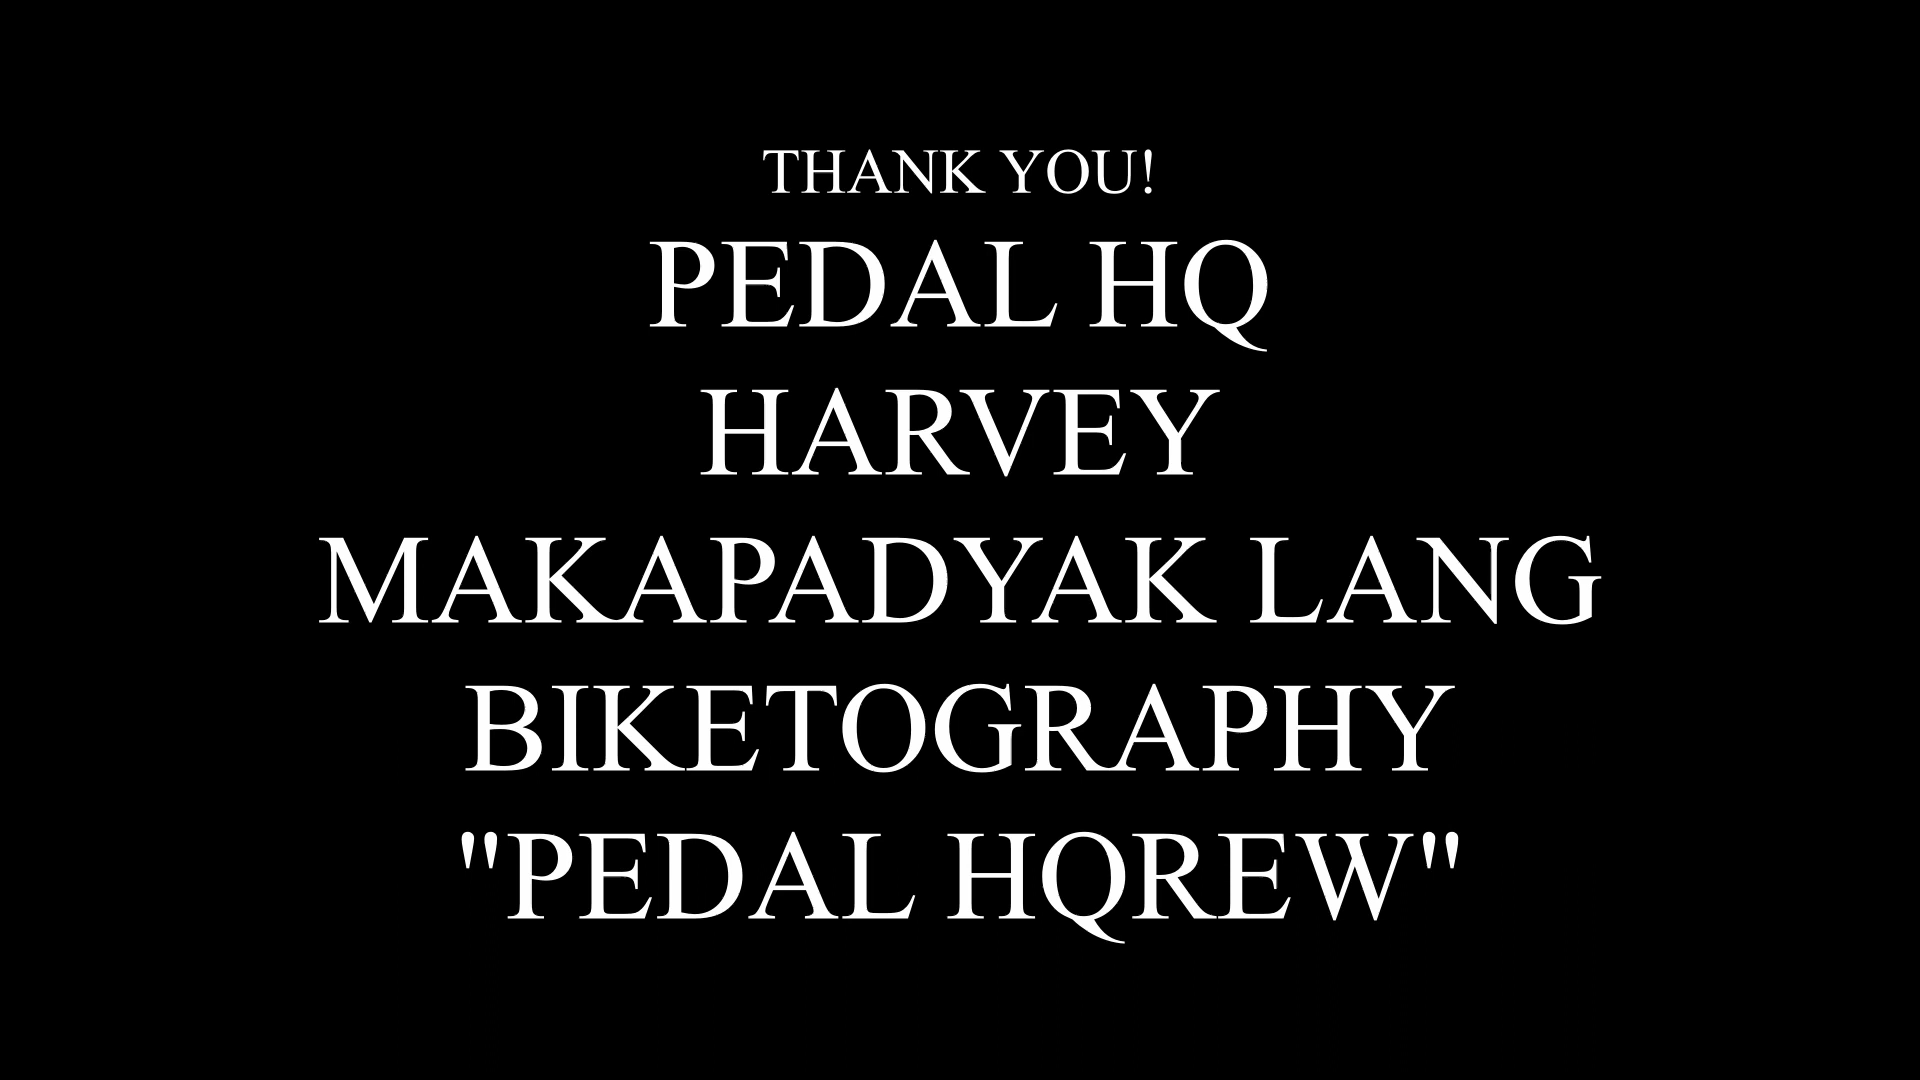 THANK YOU!
PEDAL HQ
HARVEY
MAKAPADYAK LANG
BIKETOGRAPHY
"PEDAL HQREW"